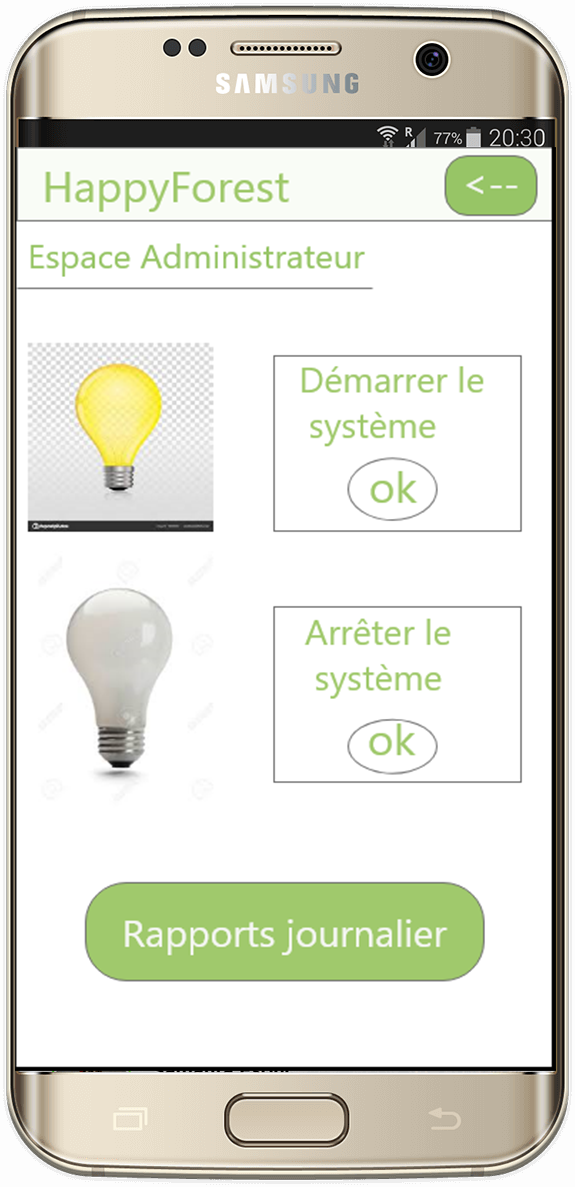 SAMSUNG
R 77% 20:30
HappyForest
<--
Espace Administrateur
Démarrer le
système
ok
Arrêter le
système
ok
Rapports journalier